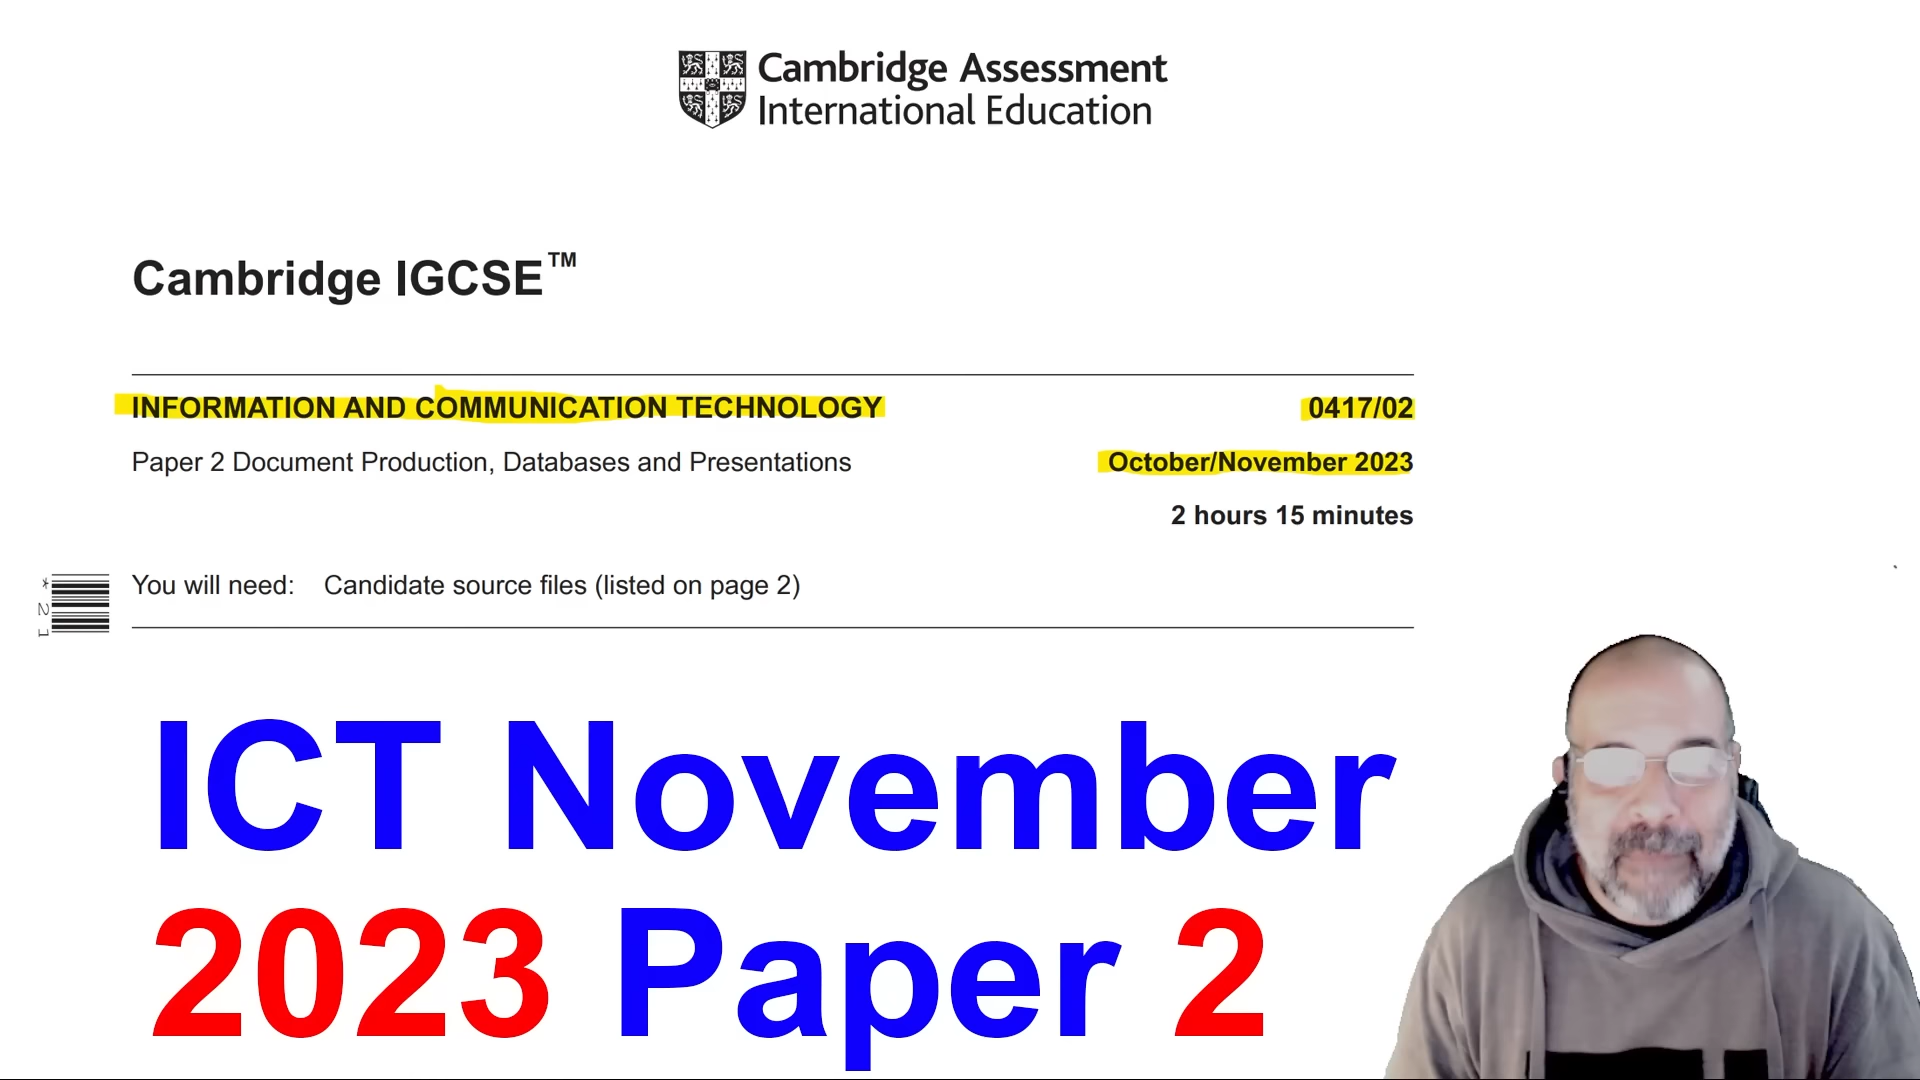 Cambridge Assessment
International Education
Cambridge IGCSE™
INFORMATION AND COMMUNICATION TECHNOLOGY 0417/02
Paper 2 Document Production, Databases and Presentations October/November 2023
2 hours 15 minutes
You will need: Candidate source files (listed on page 2)
* 2 1
ICT November
2023 Paper 2